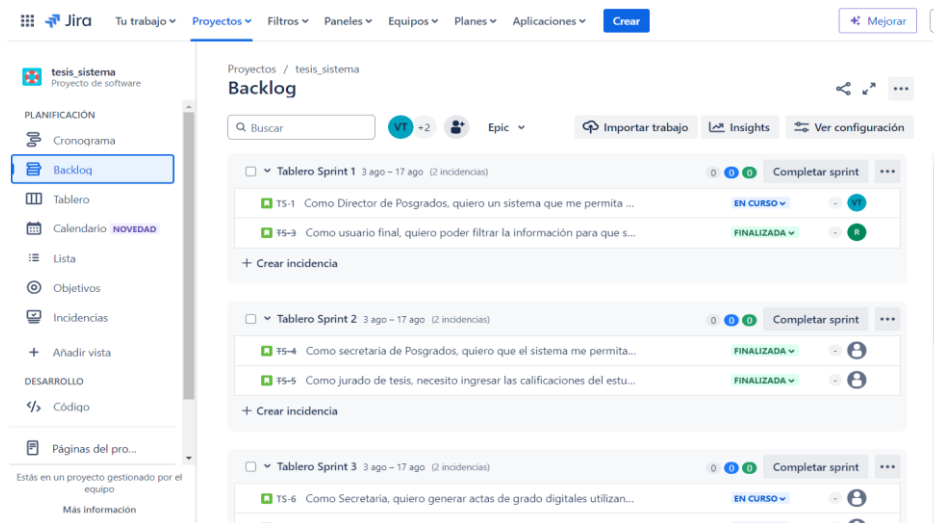 Jira Tu trabajo Proyectos Filtros Paneles Equipos Planes Aplicaciones Crear Mejorar
tesis_sistema
Proyecto de software
PLANIFICACIÓN
Cronograma
Backlog
Tablero
Calendario NOVEDAD
Lista
Objetivos
Incidencias
+ Añadir vista
DESARROLLO
Código
Páginas del pro...
Estás en un proyecto gestionado por el
equipo
Más información
Proyectos / tesis_sistema
Backlog
Buscar VT +2 Epic Importar trabajo Insights Ver configuración
Tablero Sprint 1 3 ago – 17 ago (2 incidencias) 0 0 0 Completar sprint
TS-1 Como Director de Posgrados, quiero un sistema que me permita ... EN CURSO - VT
TS-3 Como usuario final, quiero poder filtrar la información para que s... FINALIZADA - R
+ Crear incidencia
Tablero Sprint 2 3 ago – 17 ago (2 incidencias) 0 0 0 Completar sprint
TS-4 Como secretaria de Posgrados, quiero que el sistema me permita... FINALIZADA -
TS-5 Como jurado de tesis, necesito ingresar las calificaciones del estu... FINALIZADA -
+ Crear incidencia
Tablero Sprint 3 3 ago – 17 ago (2 incidencias) 0 0 0 Completar sprint
TS-6 Como Secretaria, quiero generar actas de grado digitales utilizan... EN CURSO -